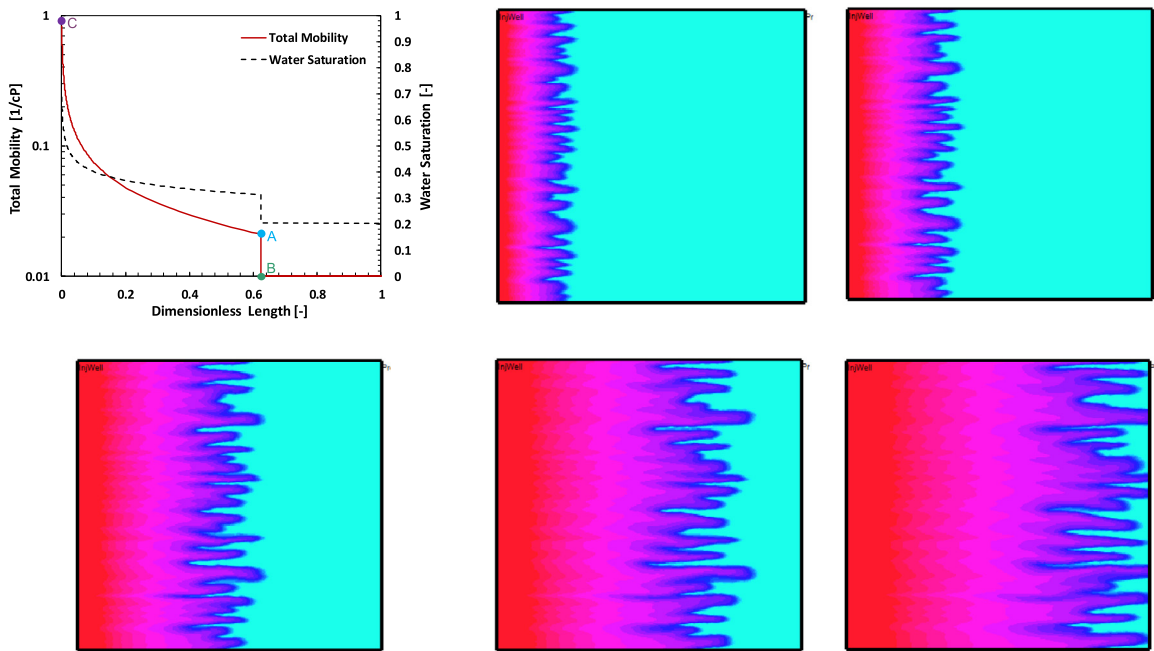 C
Total Mobility
Water Saturation
A
B
1
0.1
0.01
Total Mobility [1/cP]
1
0.9
0.8
0.7
0.6
0.5
0.4
0.3
0.2
0.1
0
Water Saturation [-]
0 0.2 0.4 0.6 0.8 1
Dimensionless Length [-]
InjWell
InjWell
InjWell
InjWell
InjWell